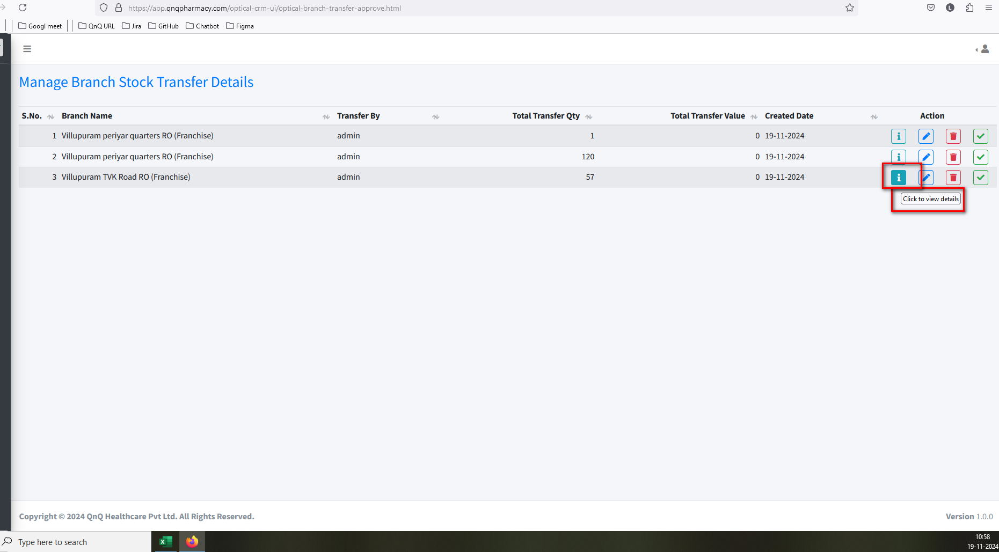 https://app.qnqpharmacy.com/optical-crm-ui/optical-branch-transfer-approve.html
L
Googl meet QnQ URL Jira GitHub Chatbot Figma
Manage Branch Stock Transfer Details
S.No. Branch Name Transfer By Total Transfer Qty Total Transfer Value Created Date Action
1 Villupuram periyar quarters RO (Franchise) admin 1 0 19-11-2024
2 Villupuram periyar quarters RO (Franchise) admin 120 0 19-11-2024
3 Villupuram TVK Road RO (Franchise) admin 57 0 19-11-2024
Click to view details
Copyright © 2024 QnQ Healthcare Pvt Ltd. All Rights Reserved. Version 1.0.0
Type here to search
10:58
19-11-2024